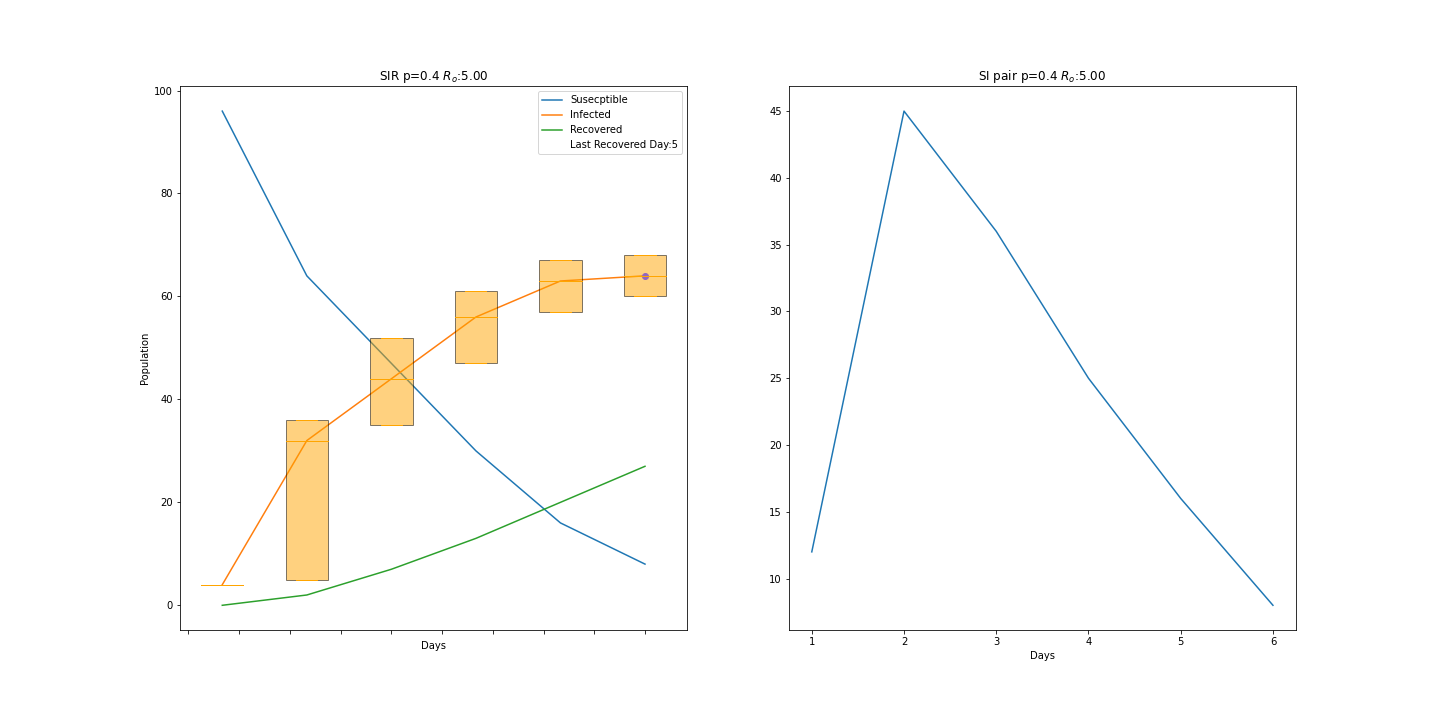 SIR p=0.4 Rₒ:5.00
100
80
60
40
20
0
Population
Susecptible
Infected
Recovered
Last Recovered Day:5
Days
SI pair p=0.4 Rₒ:5.00
45
40
35
30
25
20
15
10
1 2 3 4 5 6
Days